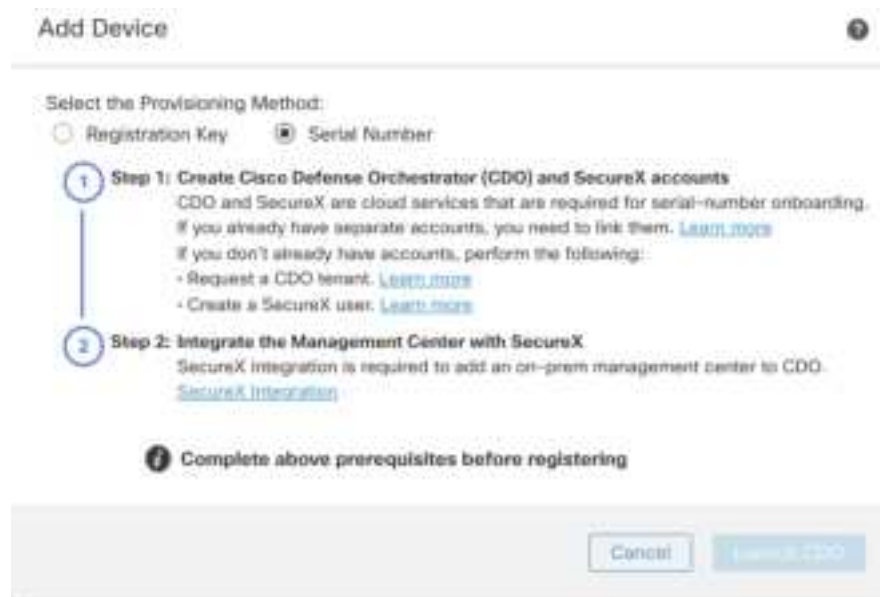 Add Device
?
Select the Provisioning Method:
Registration Key Serial Number
1 Step 1: Create Cisco Defense Orchestrator (CDO) and SecureX accounts
CDO and SecureX are cloud services that are required for serial-number onboarding.
If you already have separate accounts, you need to link them. Learn more
If you don't already have accounts, perform the following:
- Request a CDO tenant. Learn more
- Create a SecureX user. Learn more
2 Step 2: Integrate the Management Center with SecureX
SecureX integration is required to add an on-prem management center to CDO.
SecureX Integration
i Complete above prerequisites before registering
Cancel Launch CDO